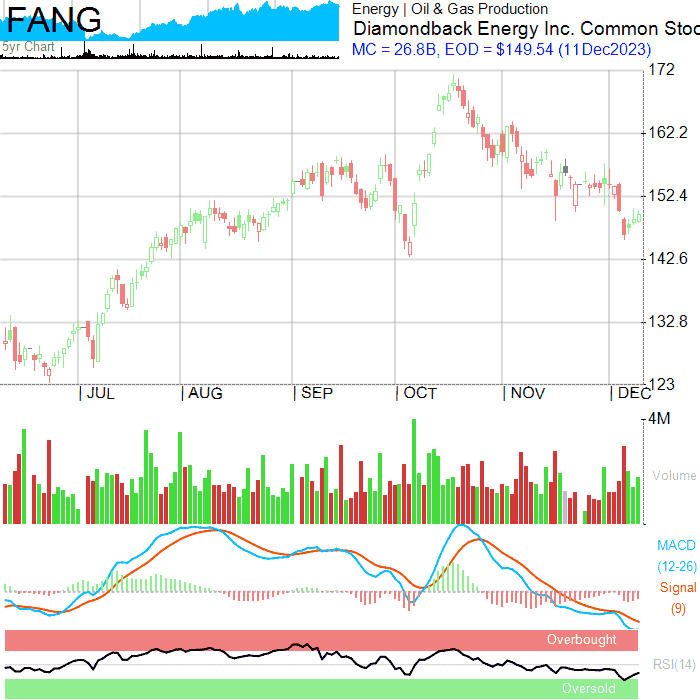 FANG
5yr Chart
Energy | Oil & Gas Production
Diamondback Energy Inc. Common Stoc
MC = 26.8B, EOD = $149.54 (11Dec2023)
172
162.2
152.4
142.6
132.8
123
| JUL | AUG | SEP | OCT | NOV | DEC
4M
Volume
MACD
(12-26)
Signal
(9)
Overbought
RSI(14)
Oversold